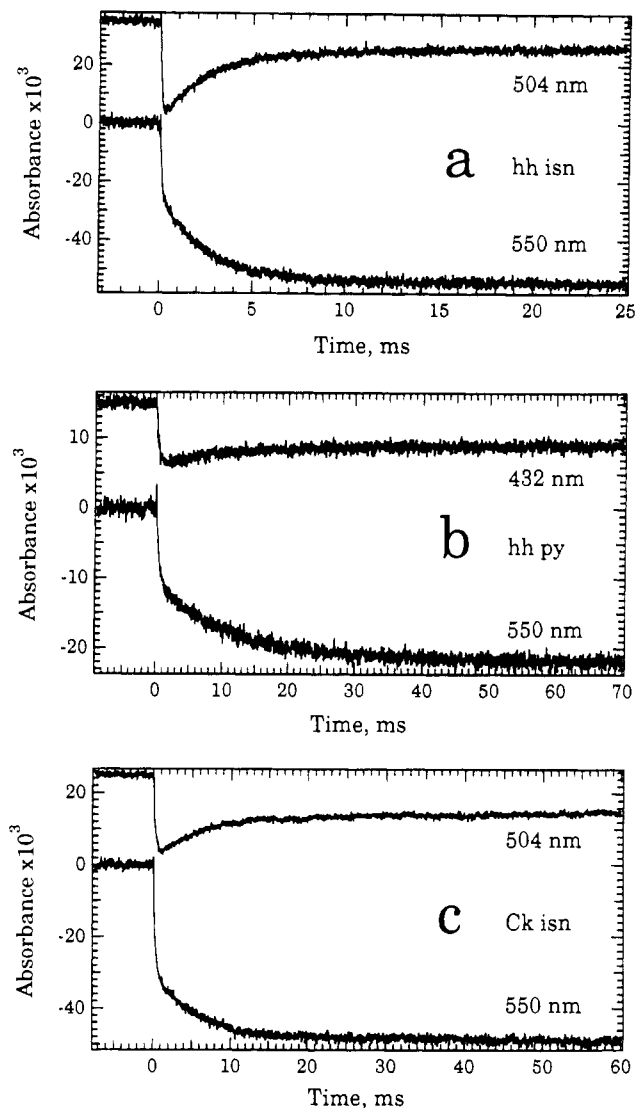 Absorbance x10³
20
0
-20
-40
504 nm
a hh isn
550 nm
0 5 10 15 20 25
Time, ms
Absorbance x10³
10
0
-10
-20
432 nm
b hh py
550 nm
0 10 20 30 40 50 60 70
Time, ms
Absorbance x10³
20
0
-20
-40
504 nm
c Ck isn
550 nm
0 10 20 30 40 50 60
Time, ms